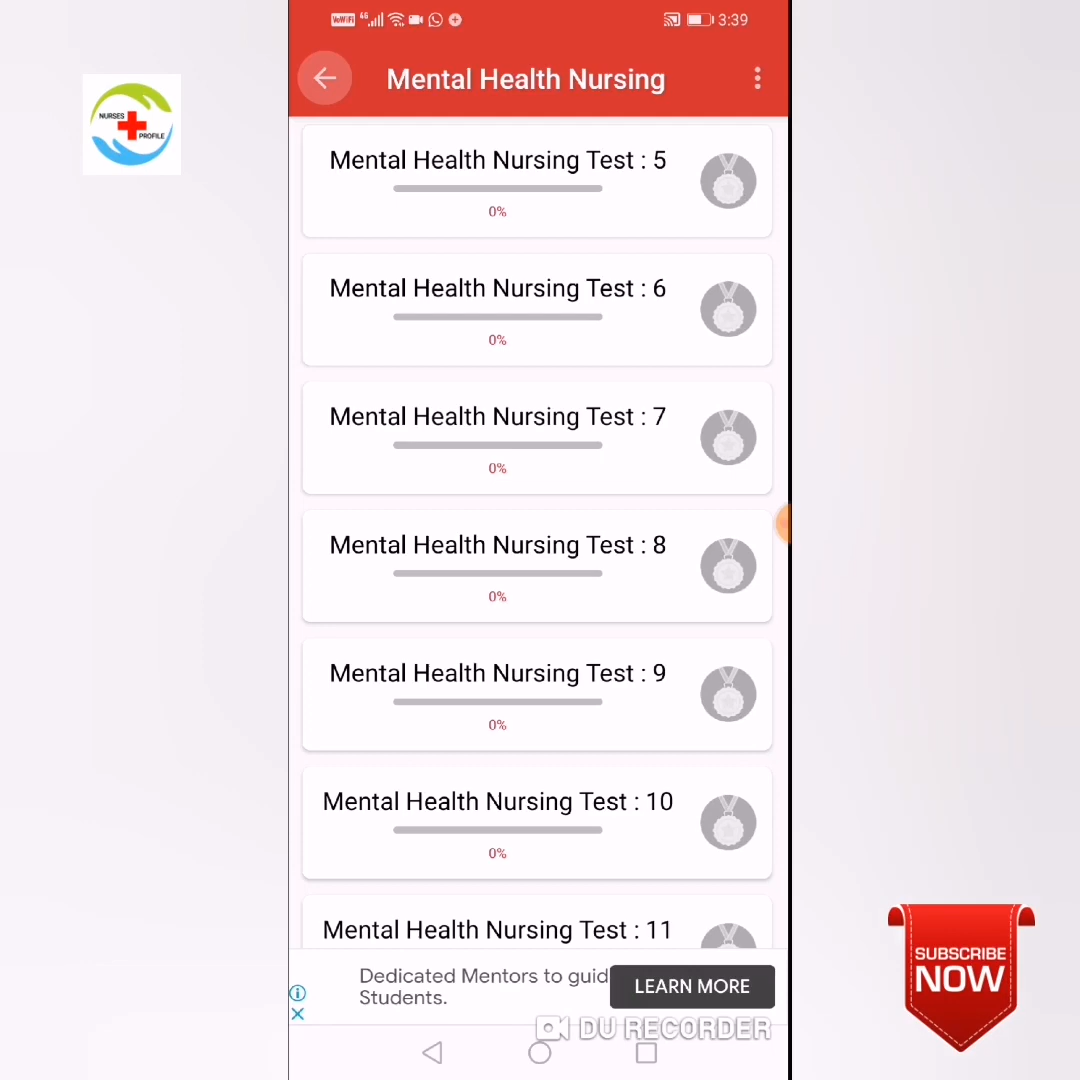 VoWiFi 4G 3:39
Mental Health Nursing
NURSES
PROFILE
Mental Health Nursing Test : 5
0%
Mental Health Nursing Test : 6
0%
Mental Health Nursing Test : 7
0%
Mental Health Nursing Test : 8
0%
Mental Health Nursing Test : 9
0%
Mental Health Nursing Test : 10
0%
Mental Health Nursing Test : 11
Dedicated Mentors to guid
Students.
LEARN MORE
SUBSCRIBE
NOW
DU RECORDER